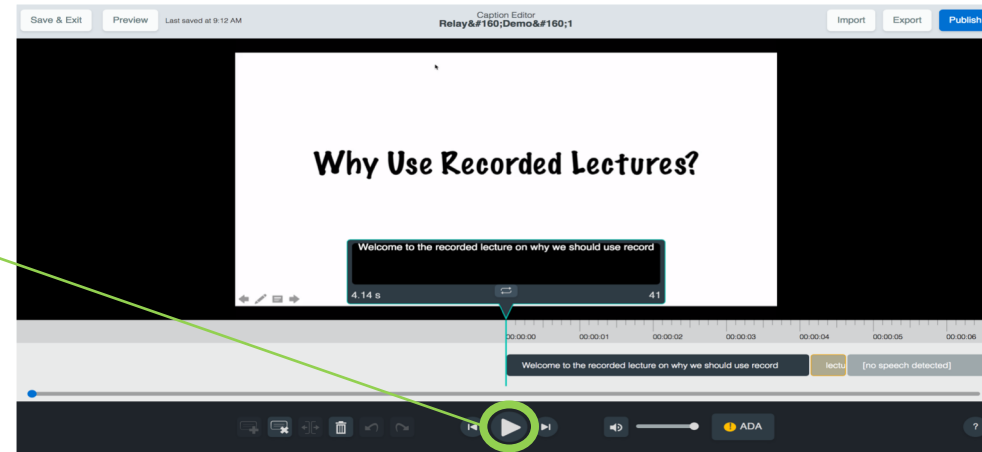 Save & Exit
Preview
Last saved at 9:12 AM
Caption Editor
Relay&#160;Demo&#160;1
Import
Export
Publish
Why Use Recorded Lectures?
Welcome to the recorded lecture on why we should use record
4.14 s
41
00:00:00
00:00:01
00:00:02
00:00:03
00:00:04
00:00:05
00:00:06
Welcome to the recorded lecture on why we should use record
lectu
[no speech detected]
! ADA
?